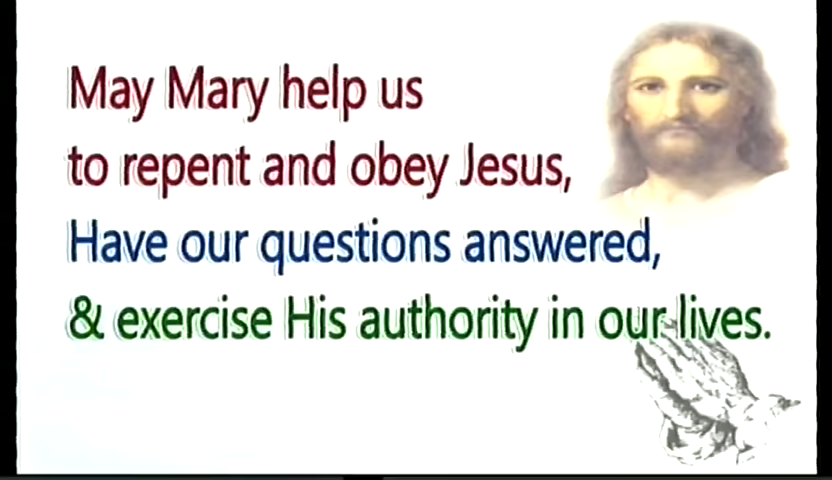 May Mary help us
to repent and obey Jesus,
Have our questions answered,
& exercise His authority in our lives.